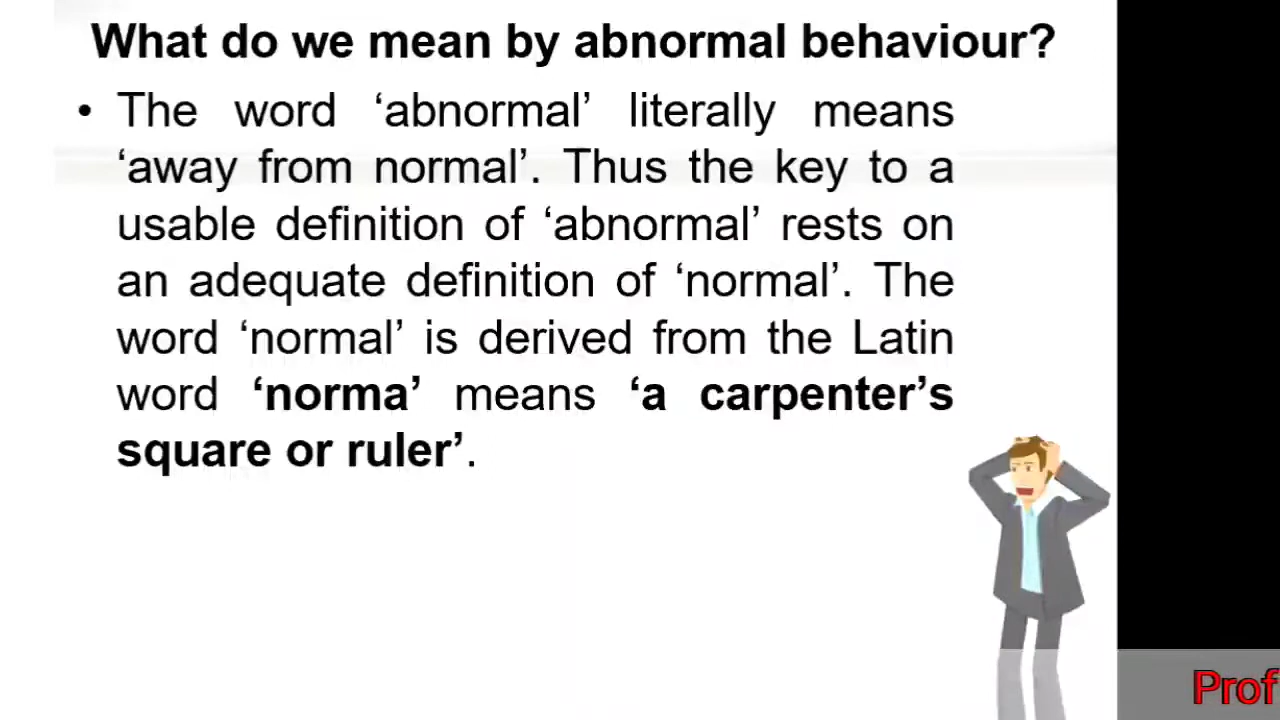 What do we mean by abnormal behaviour?
• The word ‘abnormal’ literally means
‘away from normal’. Thus the key to a
usable definition of ‘abnormal’ rests on
an adequate definition of ‘normal’. The
word ‘normal’ is derived from the Latin
word ‘norma’ means ‘a carpenter’s
square or ruler’.
Prof